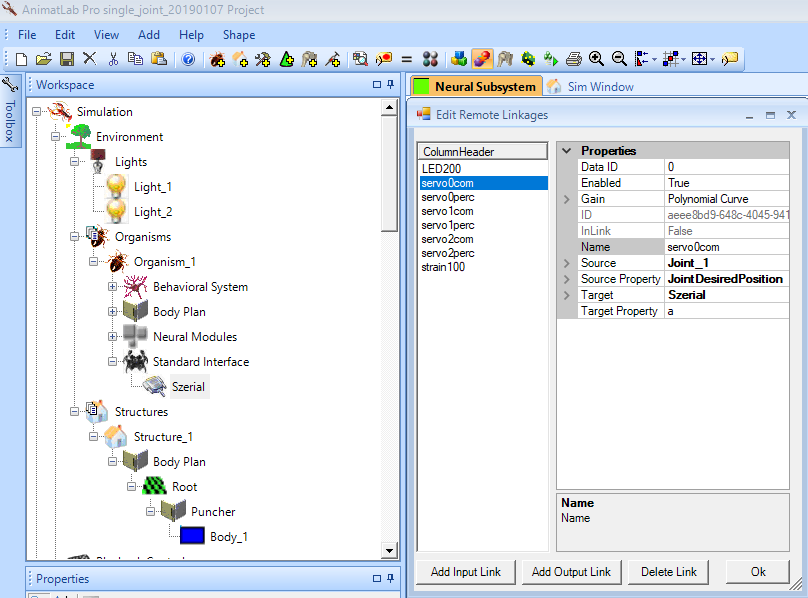 AnimatLab Pro single_joint_20190107 Project
File Edit View Add Help Shape
Toolbox
Workspace
Simulation
Environment
Lights
Light_1
Light_2
Organisms
Organism_1
Behavioral System
Body Plan
Neural Modules
Standard Interface
Szerial
Structures
Structure_1
Body Plan
Root
Puncher
Body_1
Properties
Neural Subsystem Sim Window
Edit Remote Linkages
ColumnHeader
LED200
servo0com
servo0perc
servo1com
servo1perc
servo2com
servo2perc
strain100
Properties
Data ID 0
Enabled True
Gain Polynomial Curve
ID aeee8bd9-648c-4045-941
InLink False
Name servo0com
Source Joint_1
Source Property JointDesiredPosition
Target Szerial
Target Property a
Name
Name
Add Input Link Add Output Link Delete Link Ok